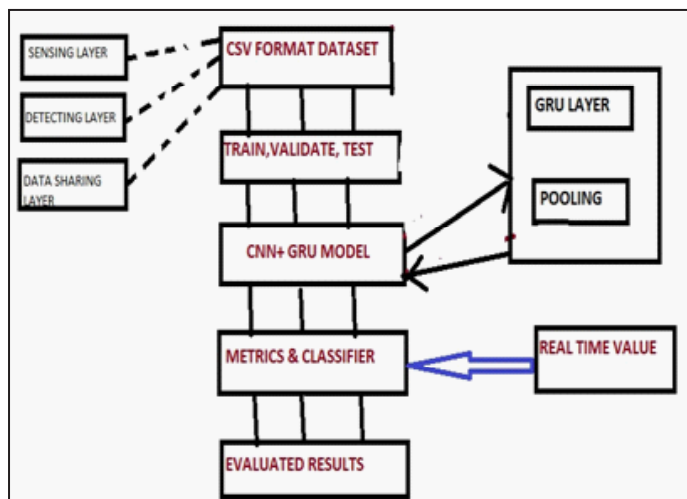 SENSING LAYER
DETECTING LAYER
DATA SHARING
LAYER
CSV FORMAT DATASET
TRAIN,VALIDATE, TEST
CNN+ GRU MODEL
METRICS & CLASSIFIER
EVALUATED RESULTS
GRU LAYER
POOLING
REAL TIME VALUE